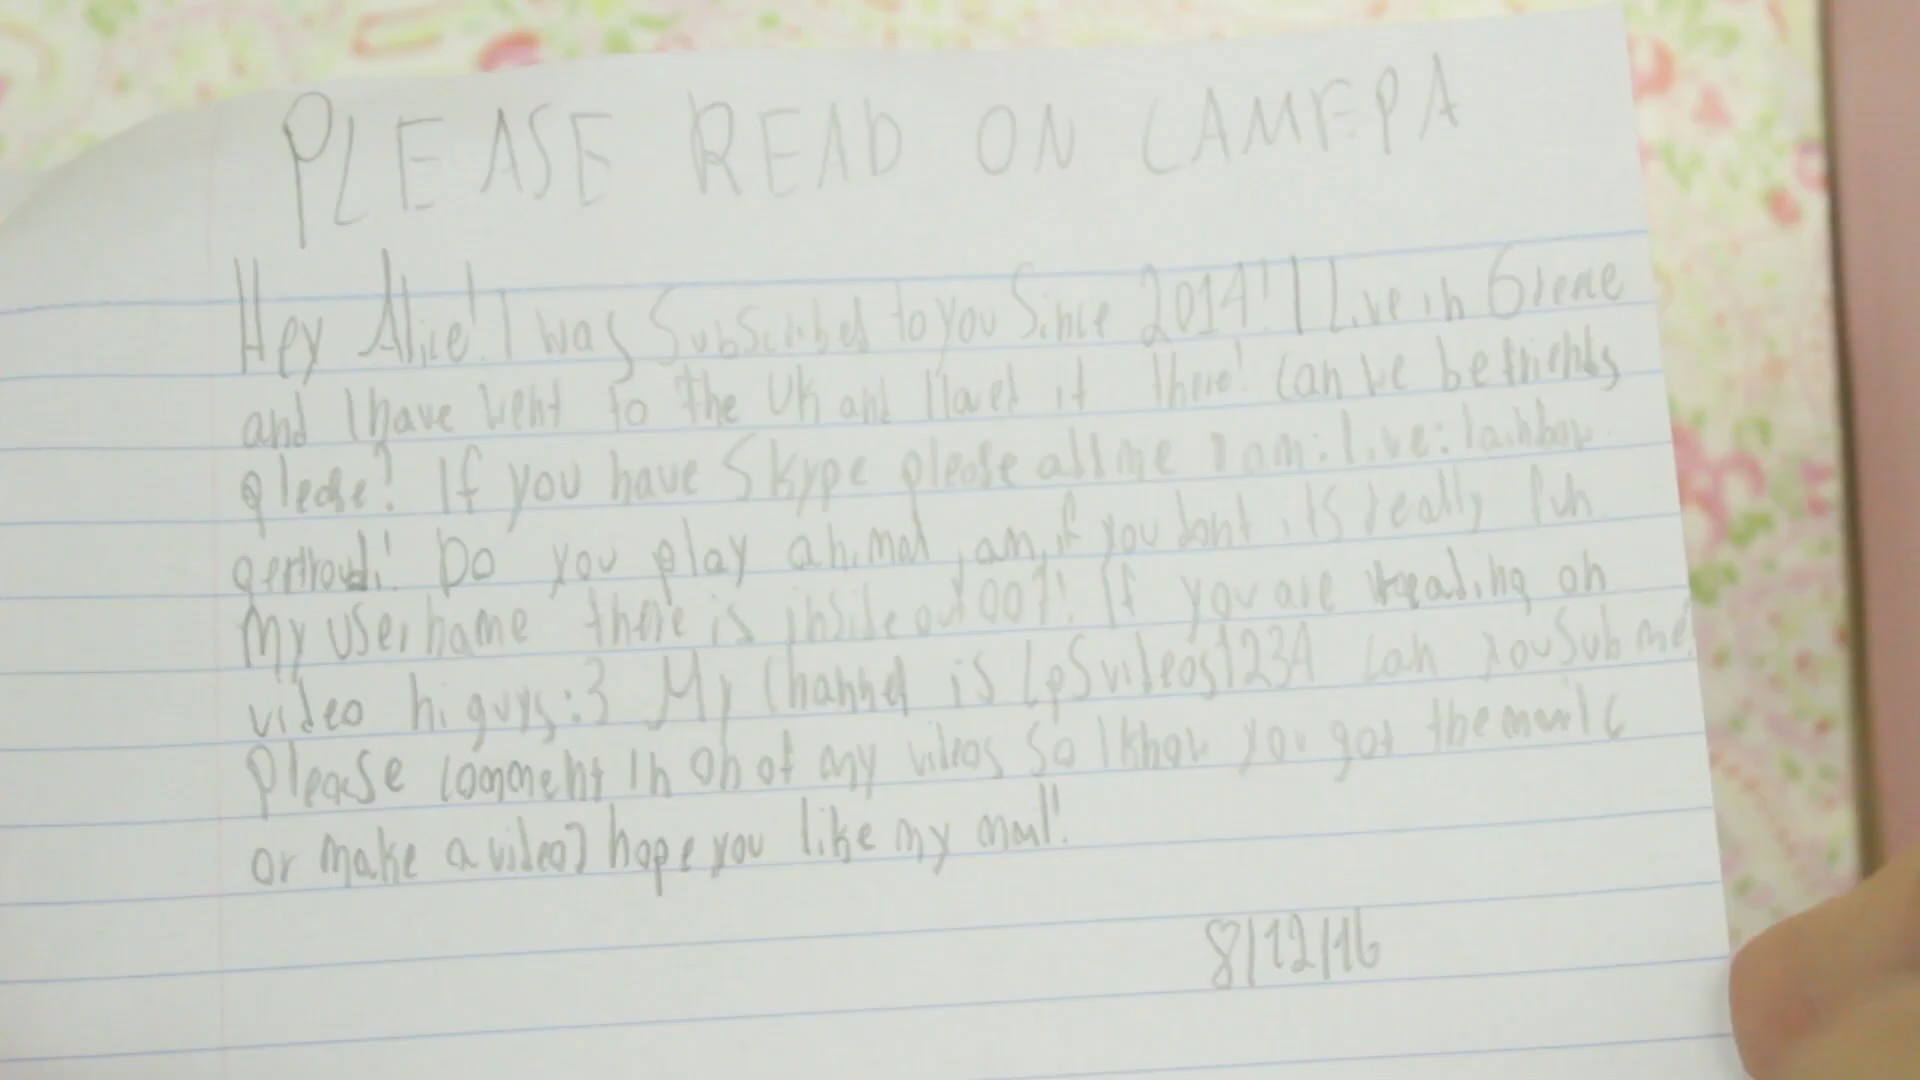 PLEASE READ ON CAMERA
Hey Alice! I was Subscribed to you Since 2014! I Live in Greece
and I have went to the UK and I loved it there! Can we be friends
please? If you have Skype please add me I am: live: rainbow
Do you play animal jam, if you dont its really fun
My username there is insideout007! If you are reading on
video hi guys :3 My Channel is LpSvideos123A Can you Sub me
Please comment in on of my videos So I know you got the mail
or make a video I hope you like my mail!
8/12/16